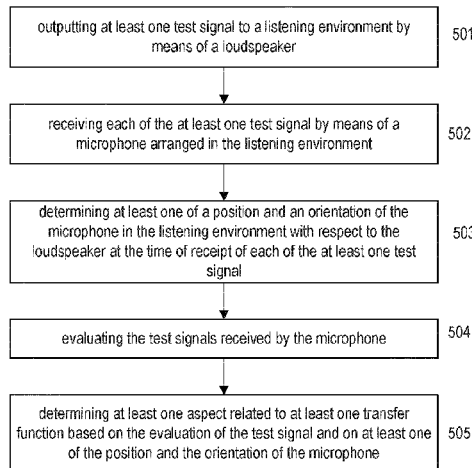 outputting at least one test signal to a listening environment by
means of a loudspeaker
501
receiving each of the at least one test signal by means of a
microphone arranged in the listening environment
502
determining at least one of a position and an orientation of the
microphone in the listening environment with respect to the
loudspeaker at the time of receipt of each of the at least one test
signal
503
evaluating the test signals received by the microphone
504
determining at least one aspect related to at least one transfer
function based on the evaluation of the test signal and on at least one
of the position and the orientation of the microphone
505